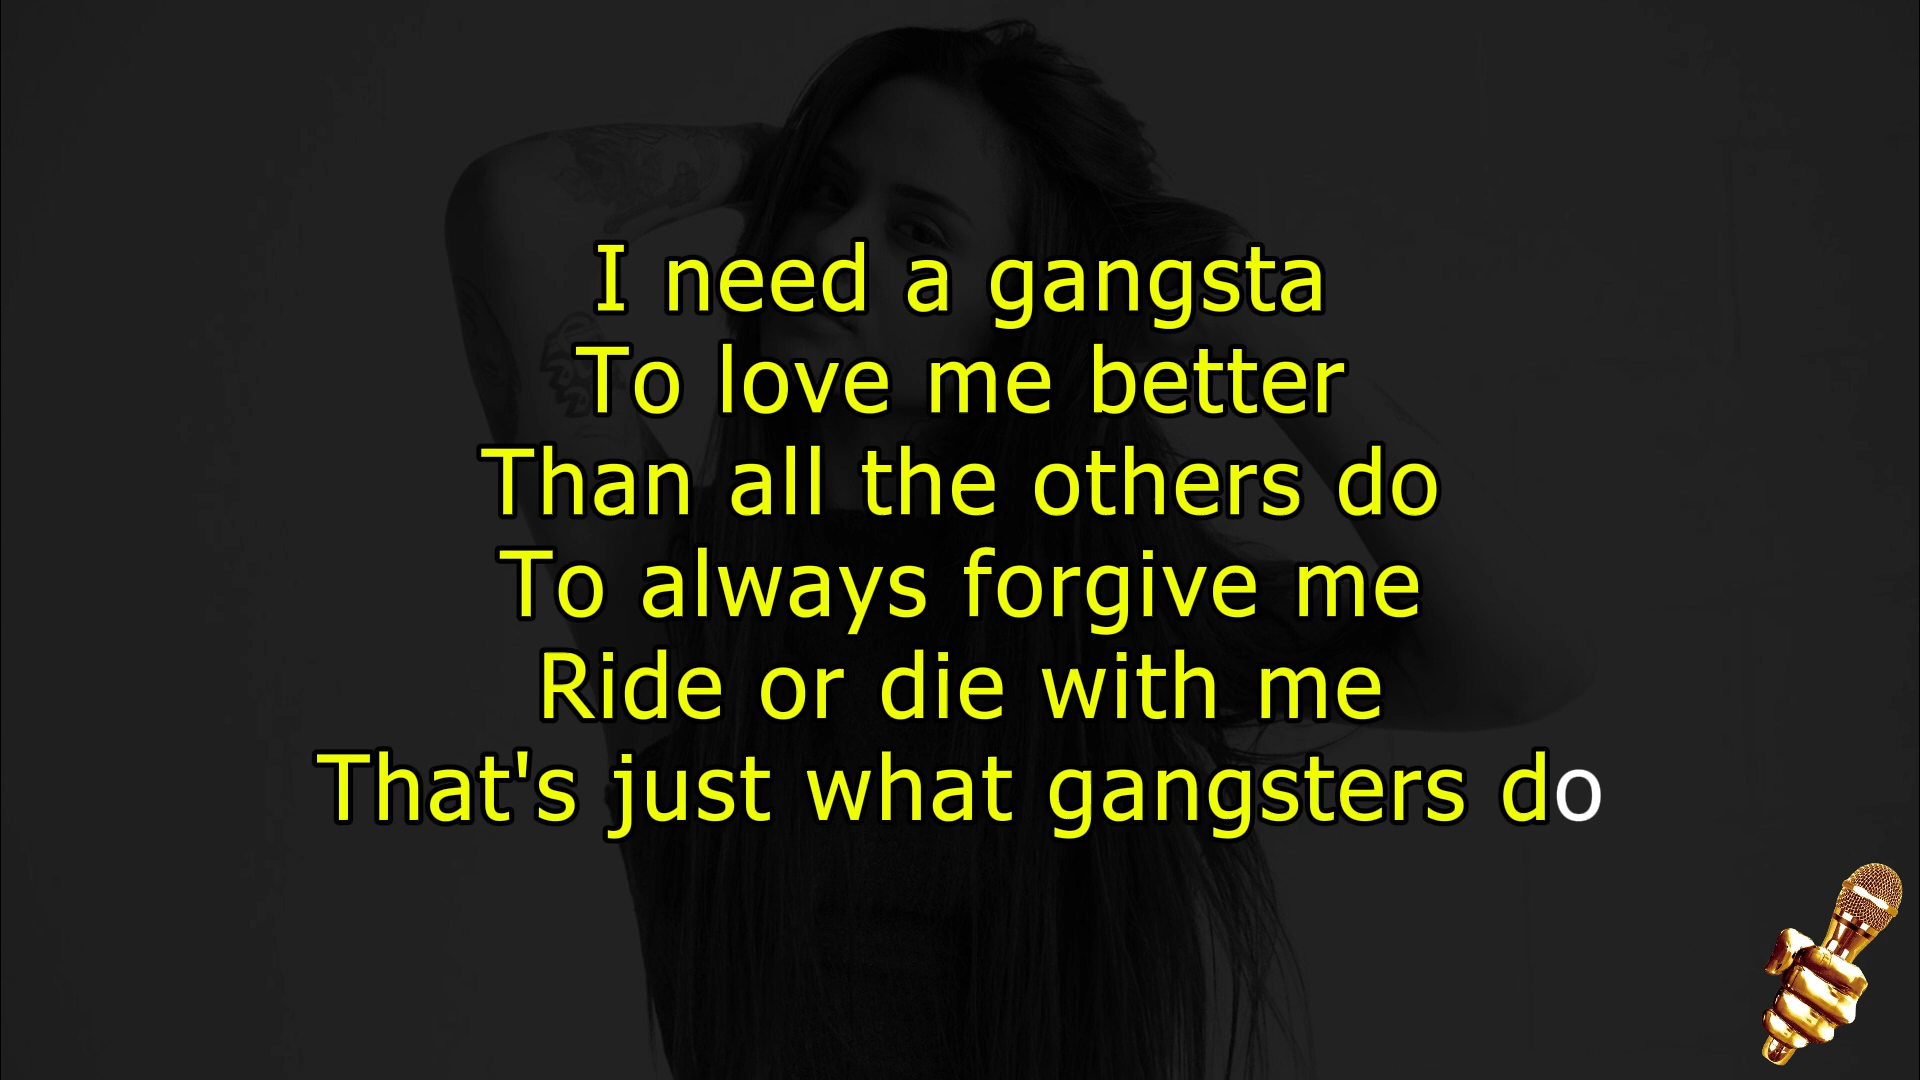 I need a gangsta
To love me better
Than all the others do
To always forgive me
Ride or die with me
That's just what gangsters do